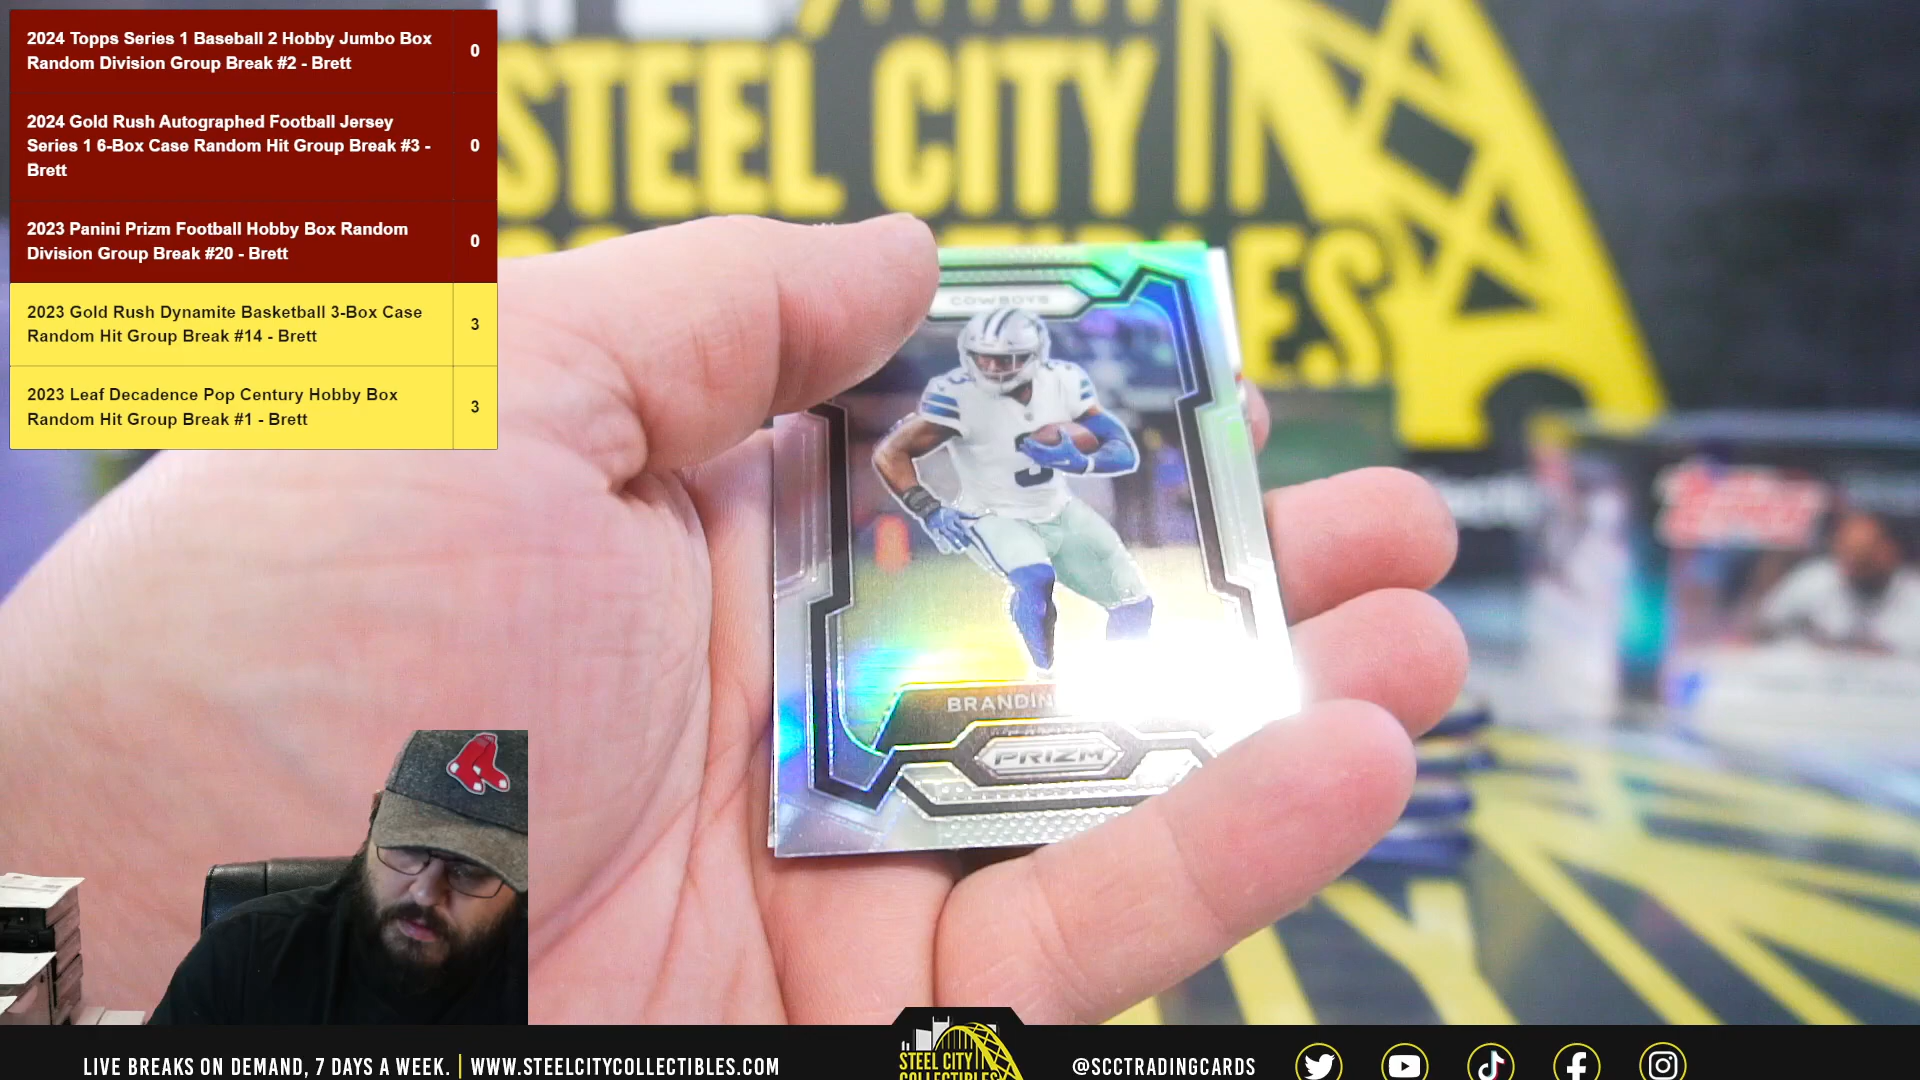 2024 Topps Series 1 Baseball 2 Hobby Jumbo Box
Random Division Group Break #2 - Brett
0
2024 Gold Rush Autographed Football Jersey
Series 1 6-Box Case Random Hit Group Break #3 -
Brett
0
2023 Panini Prizm Football Hobby Box Random
Division Group Break #20 - Brett
0
2023 Gold Rush Dynamite Basketball 3-Box Case
Random Hit Group Break #14 - Brett
3
2023 Leaf Decadence Pop Century Hobby Box
Random Hit Group Break #1 - Brett
3
STEEL CITY
COWBOYS
3
PRIZM
LIVE BREAKS ON DEMAND, 7 DAYS A WEEK. | WWW.STEELCITYCOLLECTIBLES.COM
STEEL CITY
COLLECTIBLES
@SCCTRADINGCARDS